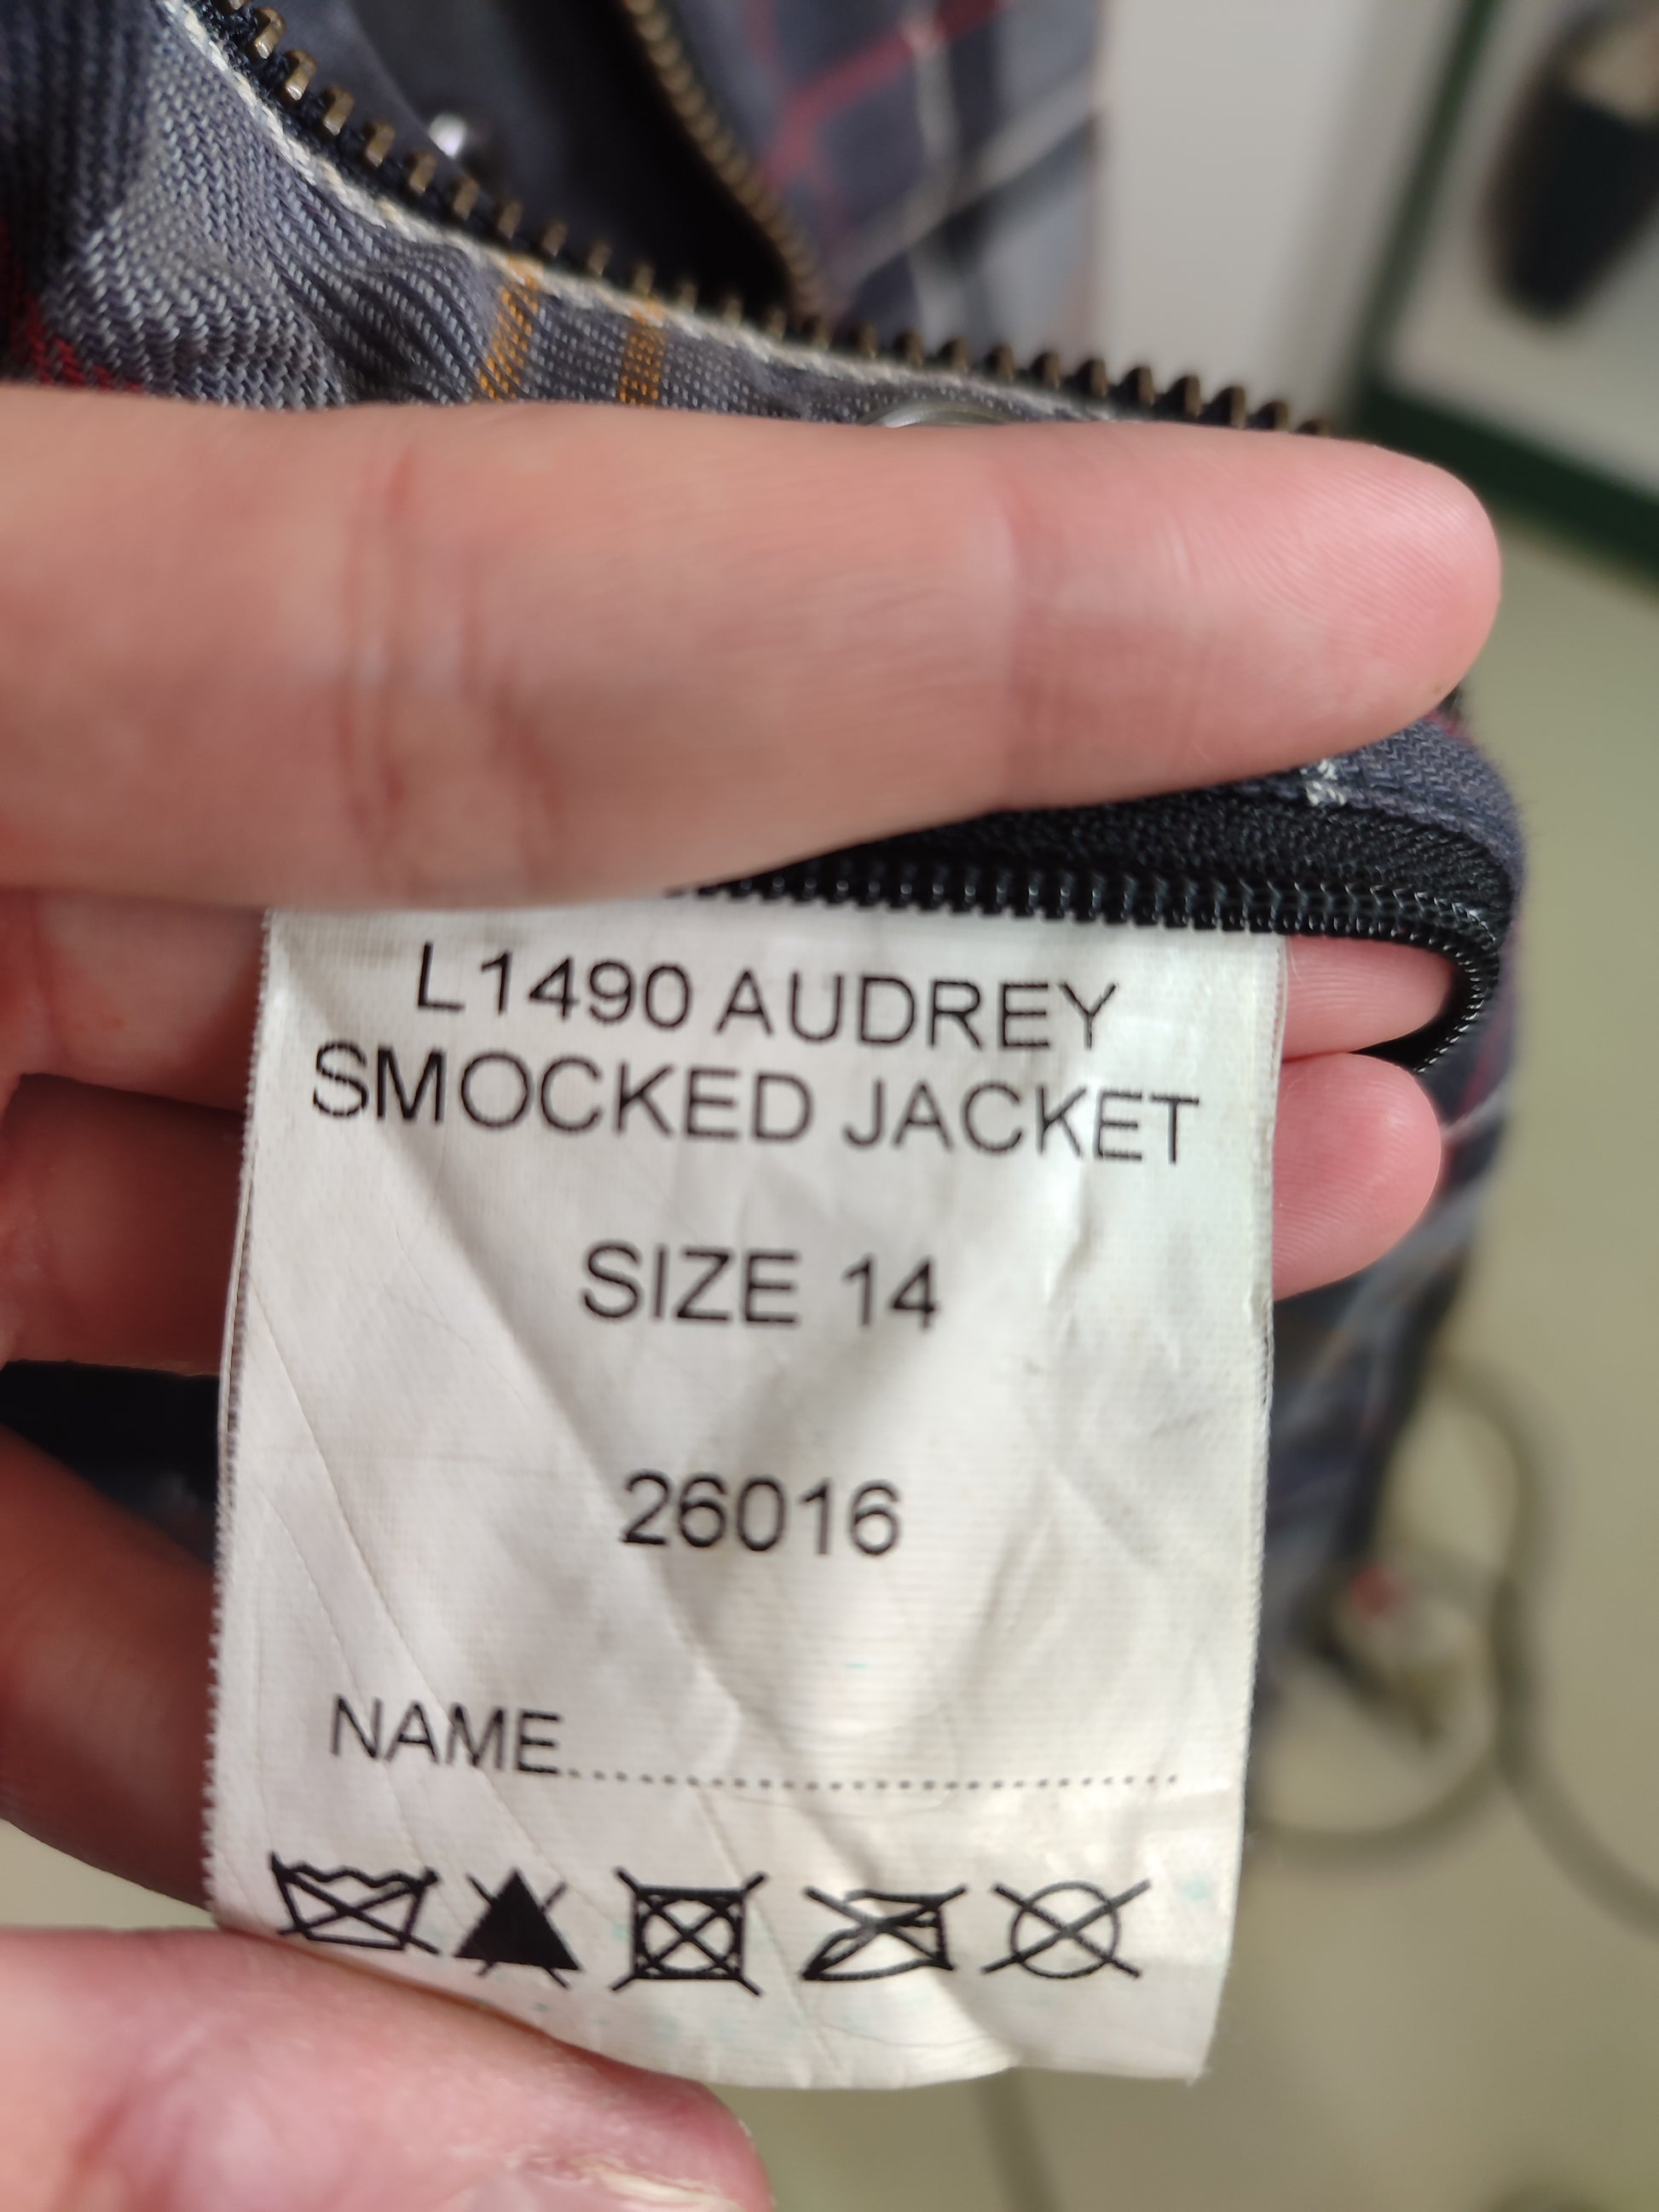 L1490 AUDREY
SMOCKED JACKET
SIZE 14
26016
NAME..................................